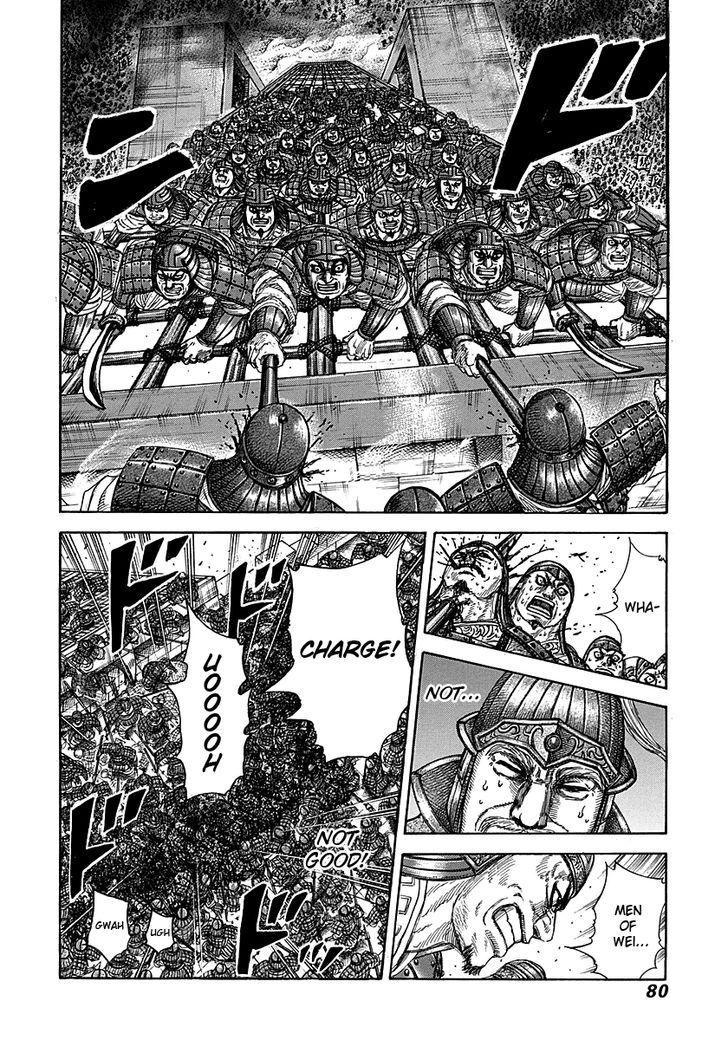 ドン
WHA-
NOT...
MEN
OF
WEI...
CHARGE!
UOOOOH
NOT
GOOD!
ドド
ドド
UGH
GWAH
80